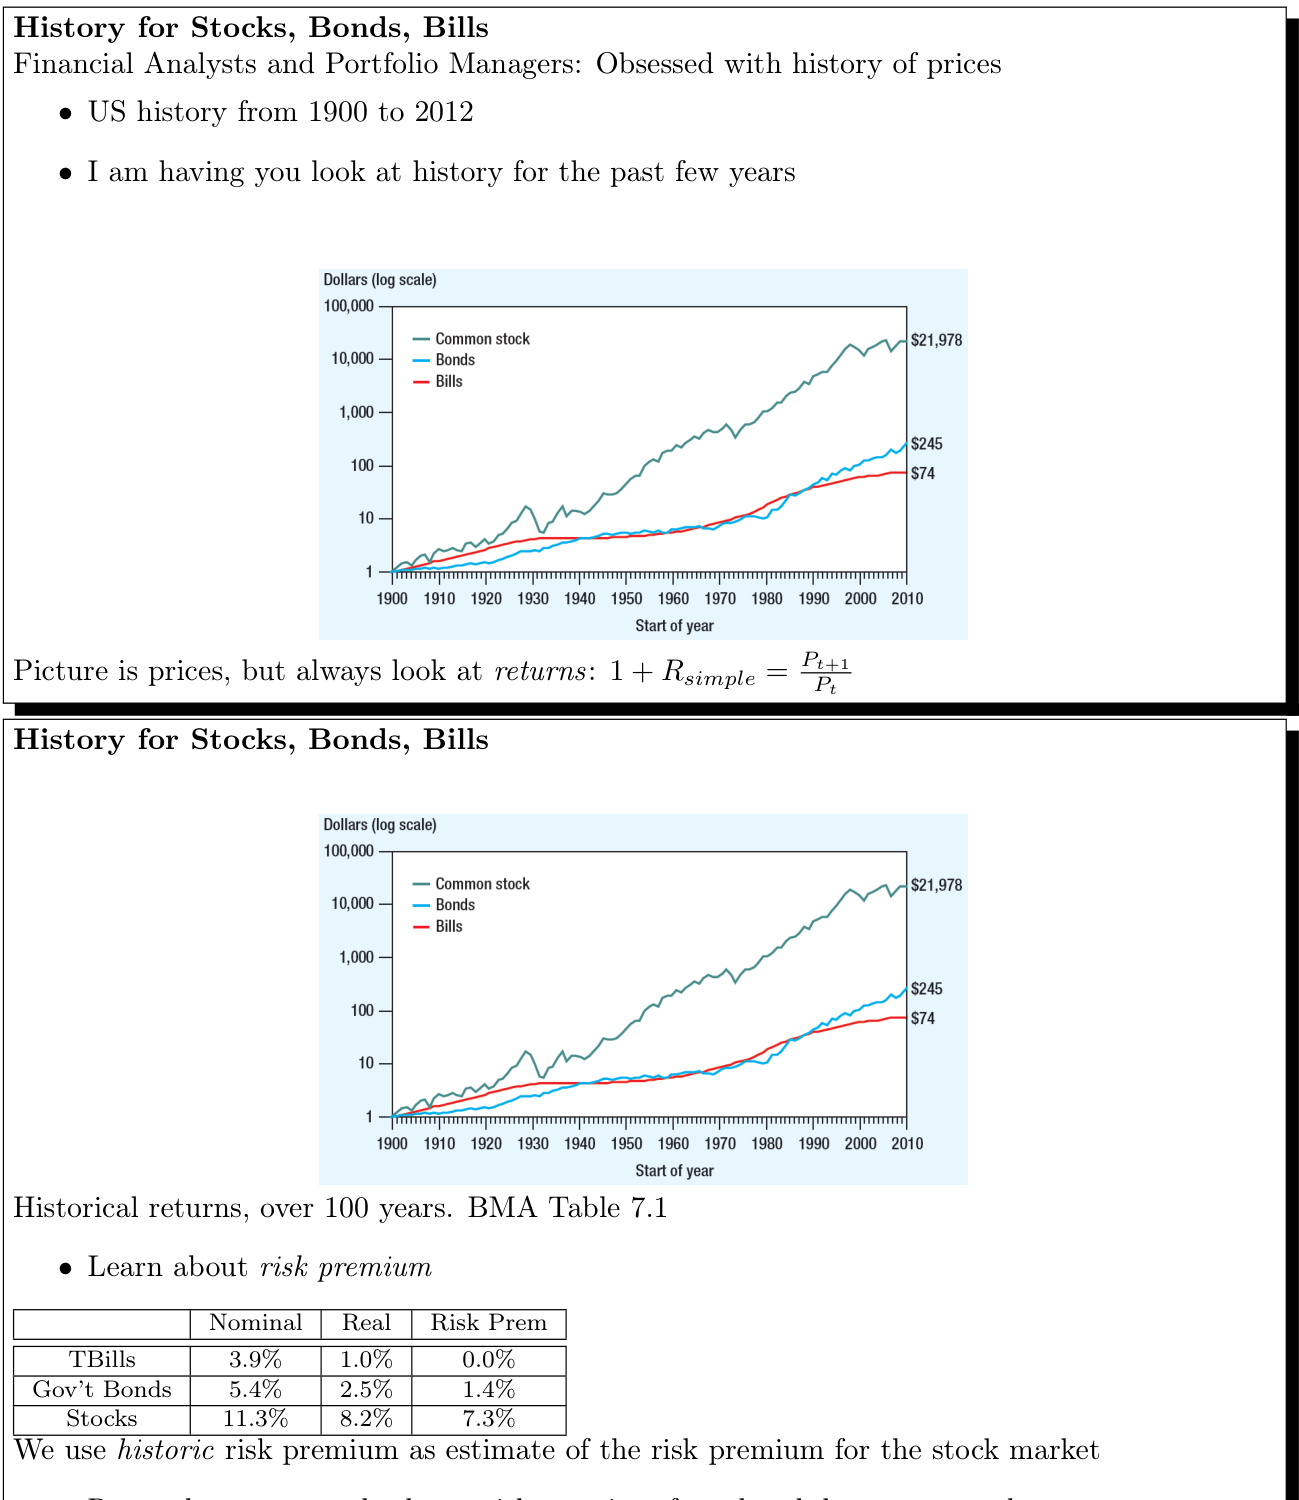 History for Stocks, Bonds, Bills
Financial Analysts and Portfolio Managers: Obsessed with history of prices
• US history from 1900 to 2012
• I am having you look at history for the past few years
Dollars (log scale)
100,000
10,000
1,000
100
10
1
Common stock
Bonds
Bills
$21,978
$245
$74
1900 1910 1920 1930 1940 1950 1960 1970 1980 1990 2000 2010
Start of year
Picture is prices, but always look at returns: 1 + R_{simple} = \frac{P_{t+1}}{P_t}
History for Stocks, Bonds, Bills
Dollars (log scale)
100,000
10,000
1,000
100
10
1
Common stock
Bonds
Bills
$21,978
$245
$74
1900 1910 1920 1930 1940 1950 1960 1970 1980 1990 2000 2010
Start of year
Historical returns, over 100 years. BMA Table 7.1
• Learn about risk premium
Nominal Real Risk Prem
TBills 3.9% 1.0% 0.0%
Gov't Bonds 5.4% 2.5% 1.4%
Stocks 11.3% 8.2% 7.3%
We use historic risk premium as estimate of the risk premium for the stock market